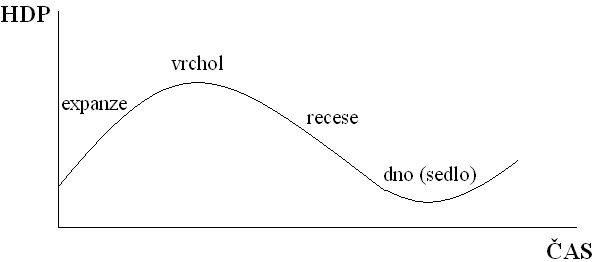 HDP
vrchol
expanze
recese
dno (sedlo)
ČAS